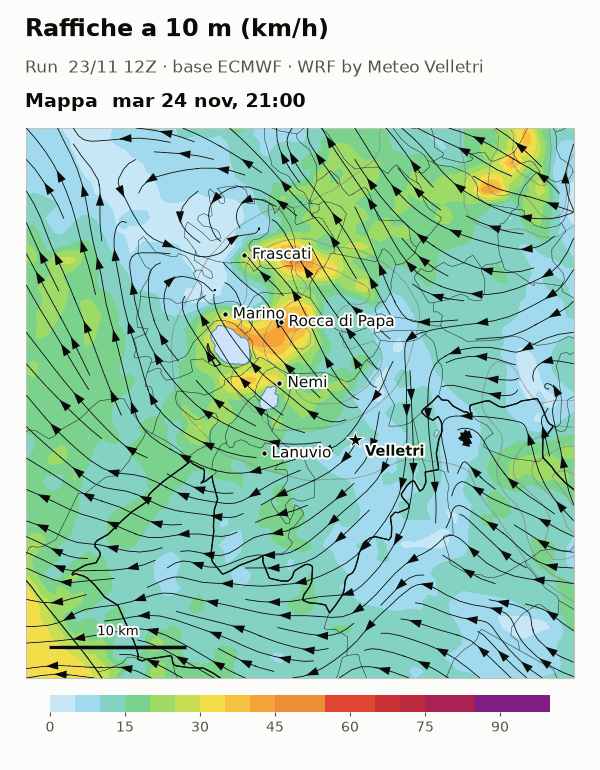 Raffiche a 10 m (km/h)
Run  23/11 12Z · base ECMWF · WRF by Meteo Velletri
Mappa  mar 24 nov, 21:00
Frascati
Marino
Rocca di Papa
Nemi
Velletri
Lanuvio
10 km
0 15 30 45 60 75 90